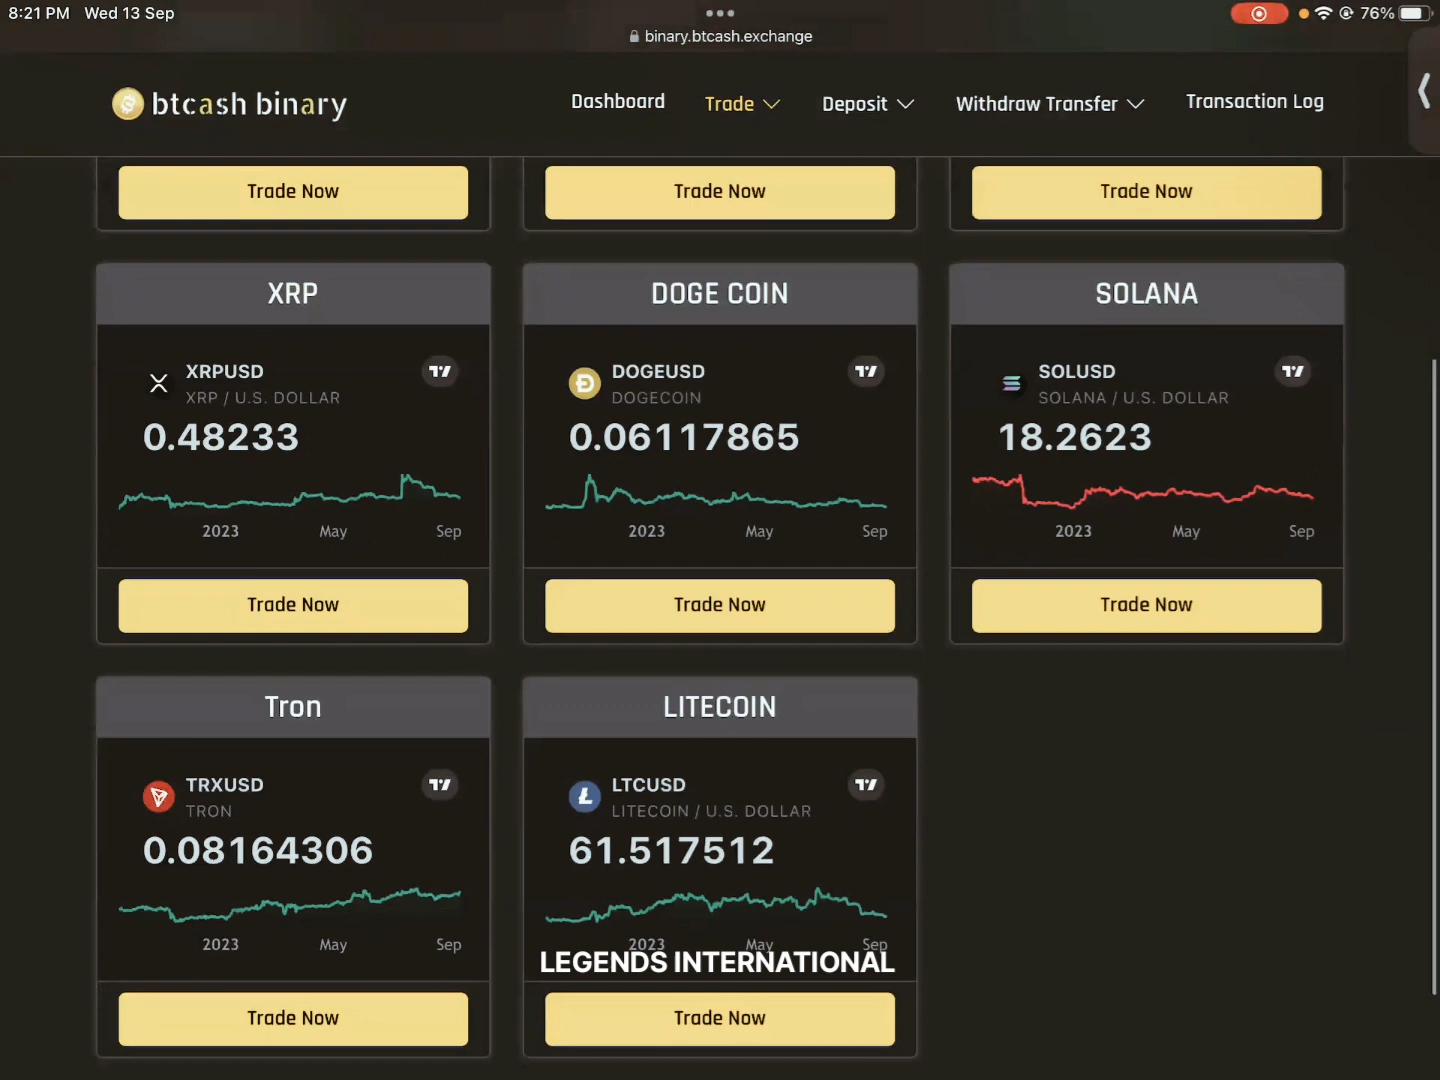 8:21 PM Wed 13 Sep
76%
binary.btcash.exchange
btcash binary
Dashboard
Trade
Deposit
Withdraw Transfer
Transaction Log
Trade Now
Trade Now
Trade Now
XRP
DOGE COIN
SOLANA
XRPUSD
XRP / U.S. DOLLAR
0.48233
2023 May Sep
DOGEUSD
DOGECOIN
0.06117865
2023 May Sep
SOLUSD
SOLANA / U.S. DOLLAR
18.2623
2023 May Sep
Trade Now
Trade Now
Trade Now
Tron
LITECOIN
TRXUSD
TRON
0.08164306
2023 May Sep
LTCUSD
LITECOIN / U.S. DOLLAR
61.517512
2023 May Sep
LEGENDS INTERNATIONAL
Trade Now
Trade Now